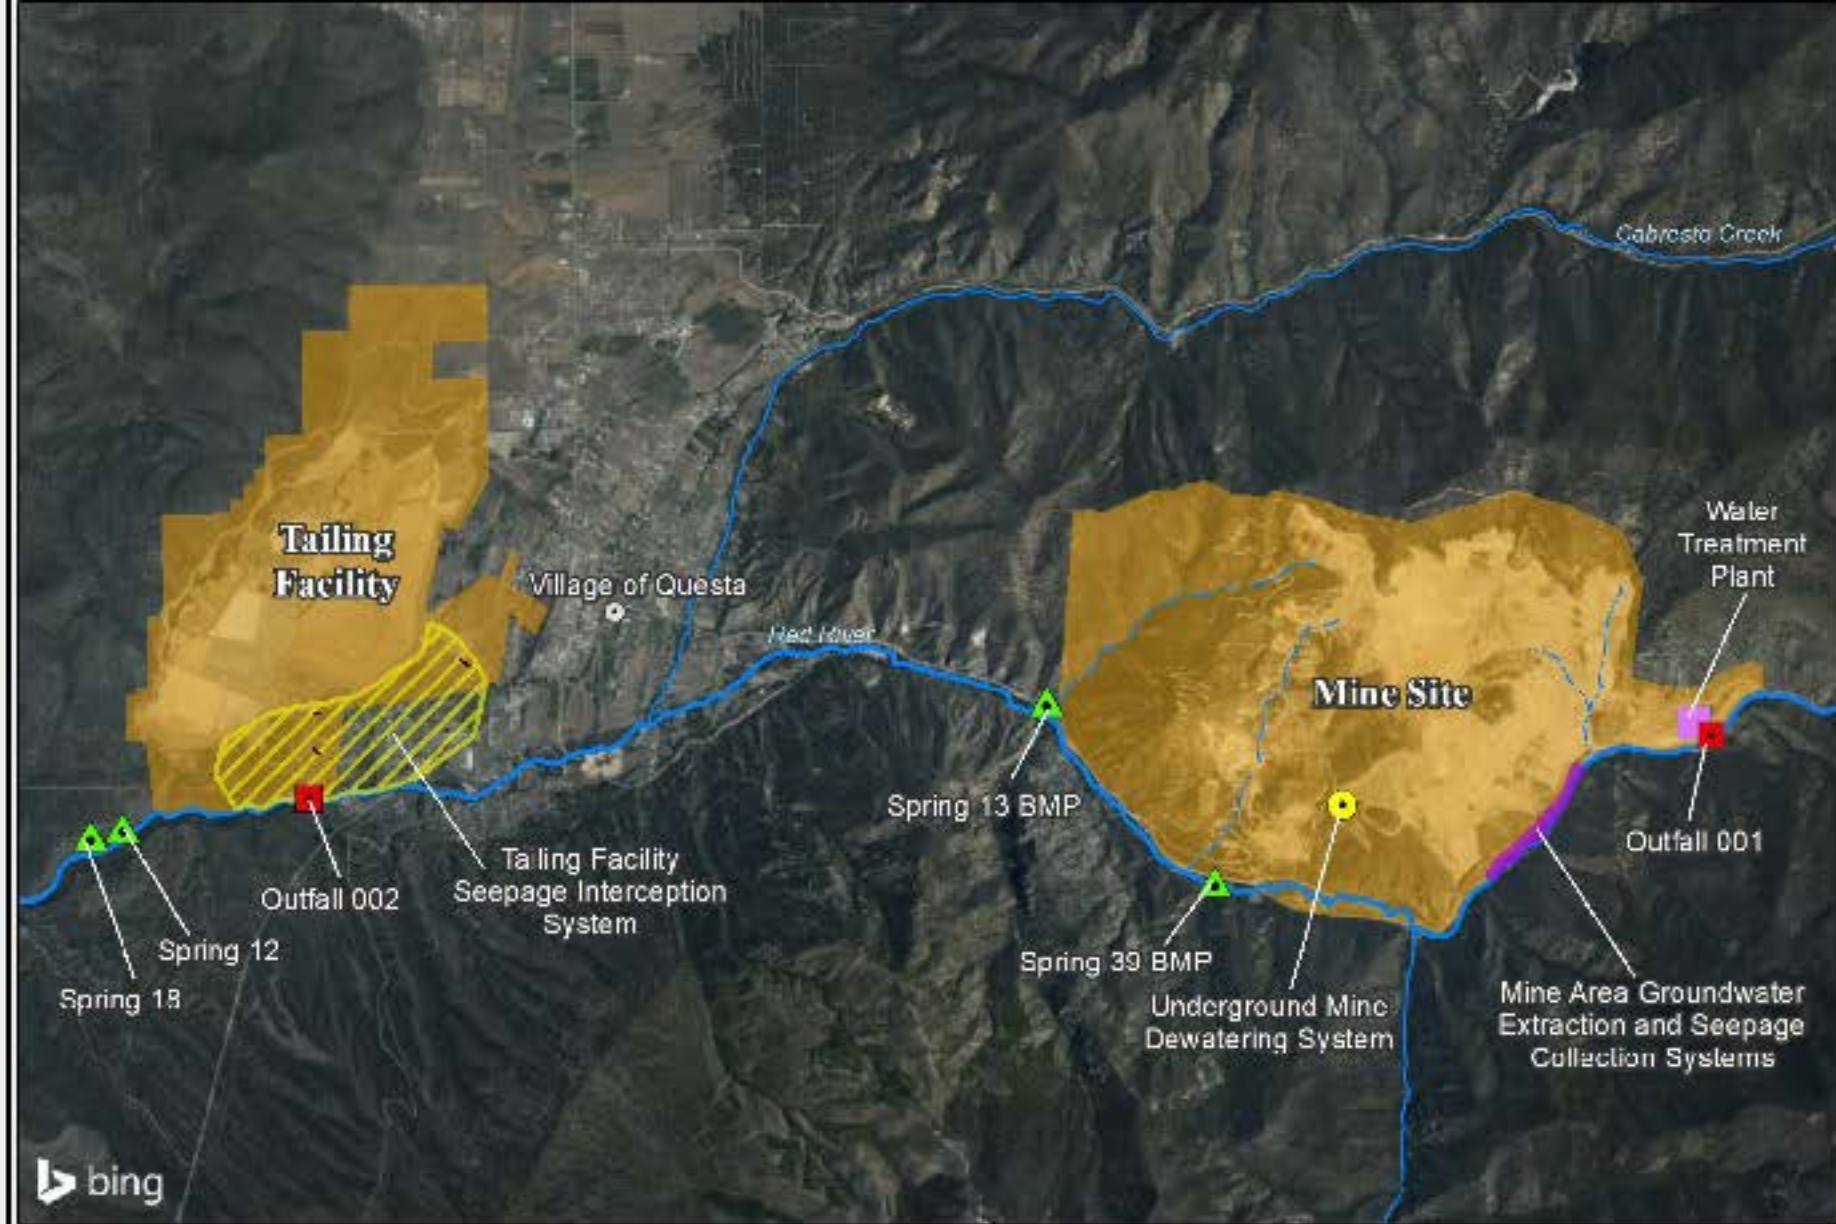 Cabresto Creek
Water
Treatment
Plant
Tailing
Facility
Village of Questa
Red River
Mine Site
Spring 13 BMP
Outfall 001
Tailing Facility
Seepage Interception
System
Outfall 002
Spring 12
Spring 18
Spring 39 BMP
Underground Mine
Dewatering System
Mine Area Groundwater
Extraction and Seepage
Collection Systems
bing